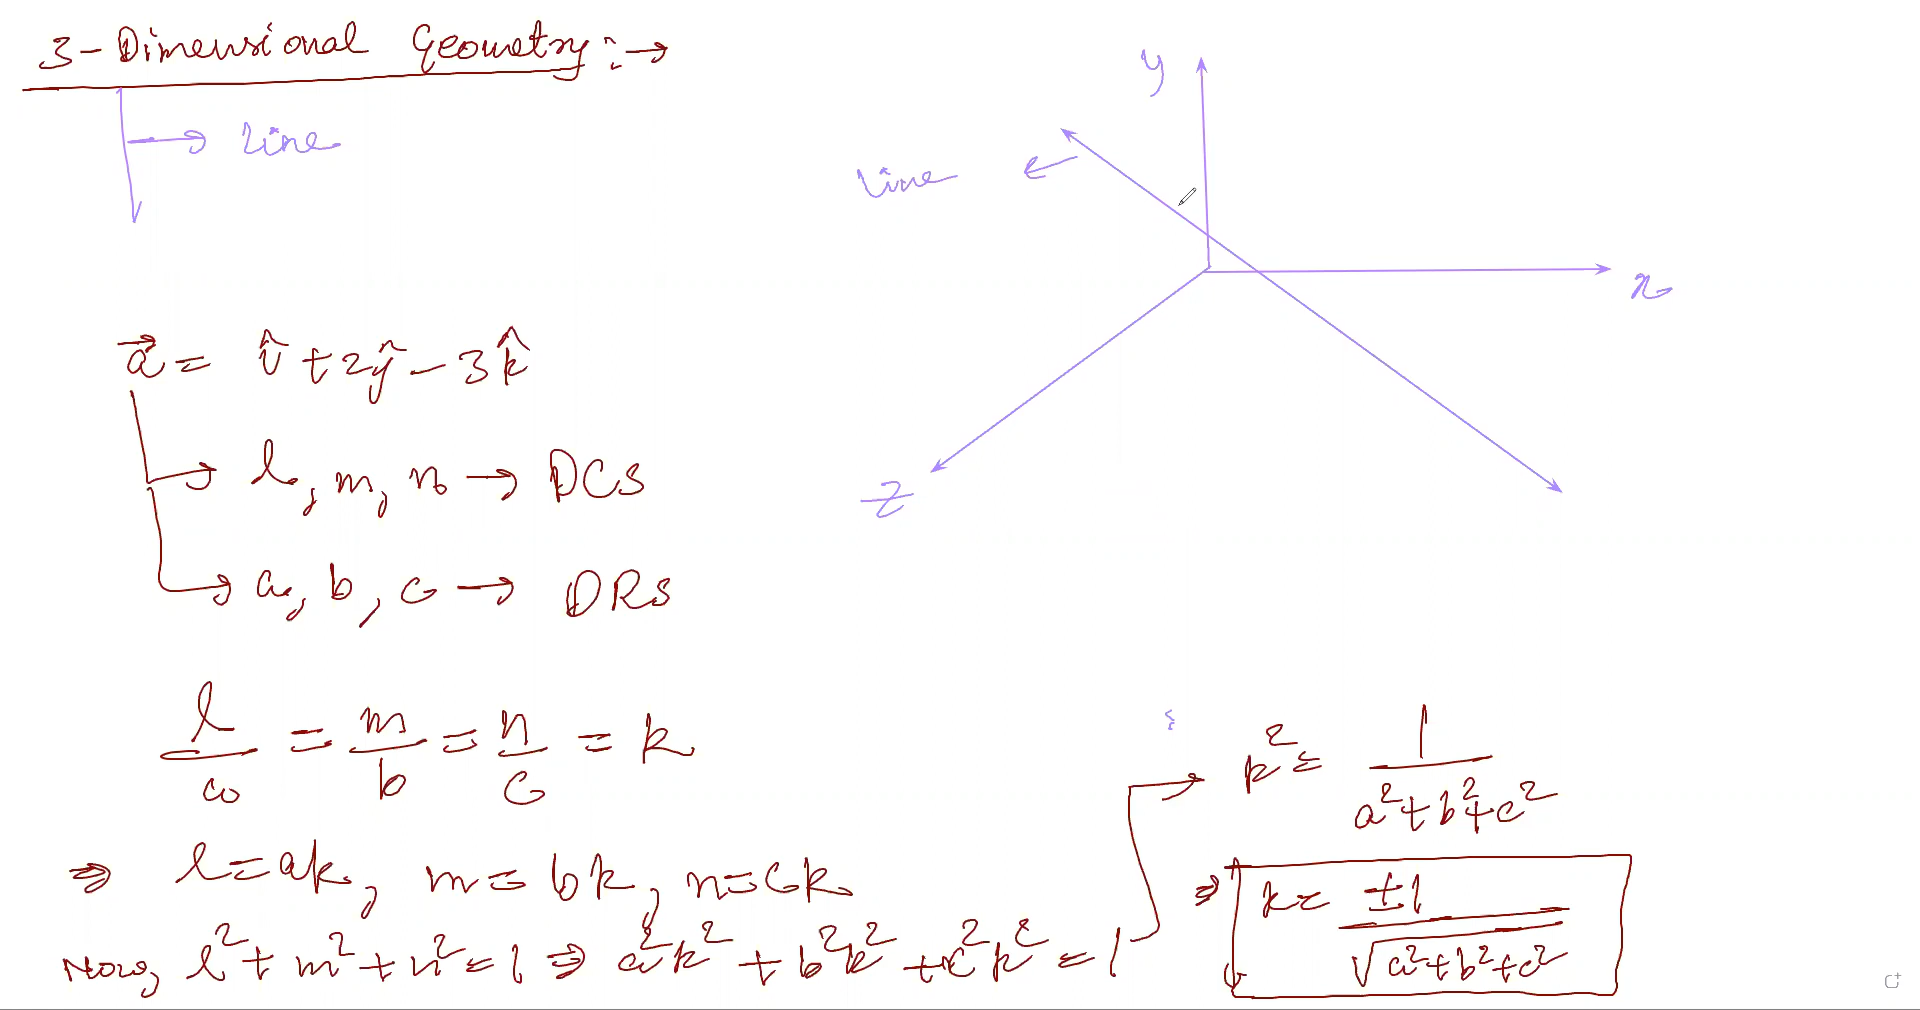 3-Dimensional Geometry :→
→ Line
y
Line ←
x
z
a⃗ = î + 2ĵ - 3k̂
→ l, m, n → DCS
→ a, b, c → DRS
l/a = m/b = n/c = k
⇒ l = ak, m = bk, n = ck
Now, l² + m² + n² = 1 ⇒ a²k² + b²k² + c²k² = 1
k² = 1/(a² + b² + c²)
⇒ k = ±1/√(a² + b² + c²)